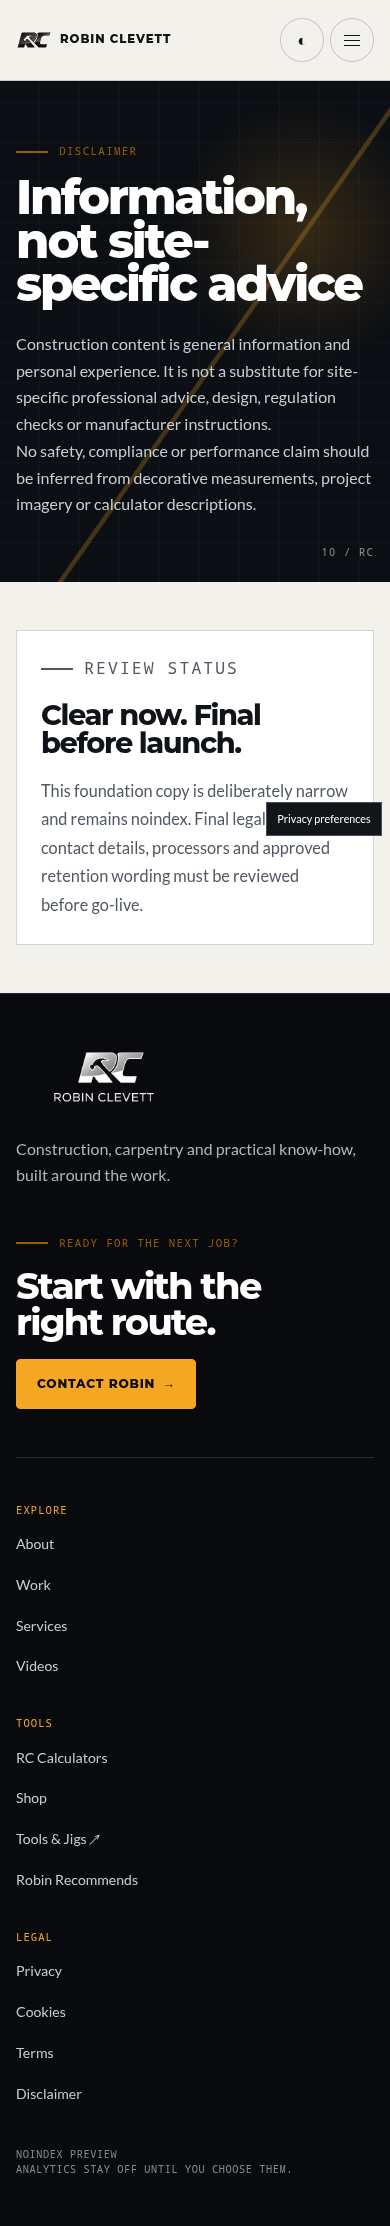 RC ROBIN CLEVETT
DISCLAIMER
Information,
not site-
specific advice
Construction content is general information and
personal experience. It is not a substitute for site-
specific professional advice, design, regulation
checks or manufacturer instructions.
No safety, compliance or performance claim should
be inferred from decorative measurements, project
imagery or calculator descriptions.
10 / RC
REVIEW STATUS
Clear now. Final
before launch.
This foundation copy is deliberately narrow
and remains noindex. Final legal
Privacy preferences
contact details, processors and approved
retention wording must be reviewed
before go-live.
RC
ROBIN CLEVETT
Construction, carpentry and practical know-how,
built around the work.
READY FOR THE NEXT JOB?
Start with the
right route.
CONTACT ROBIN →
EXPLORE
About
Work
Services
Videos
TOOLS
RC Calculators
Shop
Tools & Jigs ↗
Robin Recommends
LEGAL
Privacy
Cookies
Terms
Disclaimer
NOINDEX PREVIEW
ANALYTICS STAY OFF UNTIL YOU CHOOSE THEM.